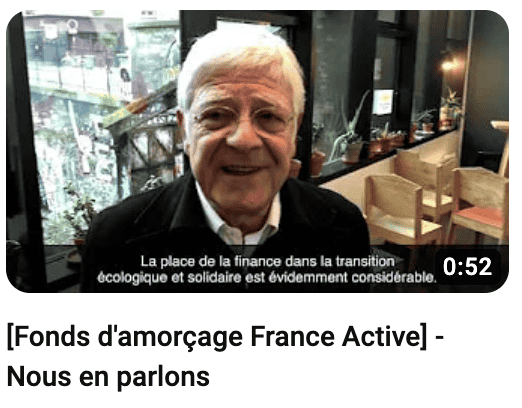 La place de la finance dans la transition
écologique et solidaire est évidemment considérable.
0:52
[Fonds d'amorçage France Active] -
Nous en parlons